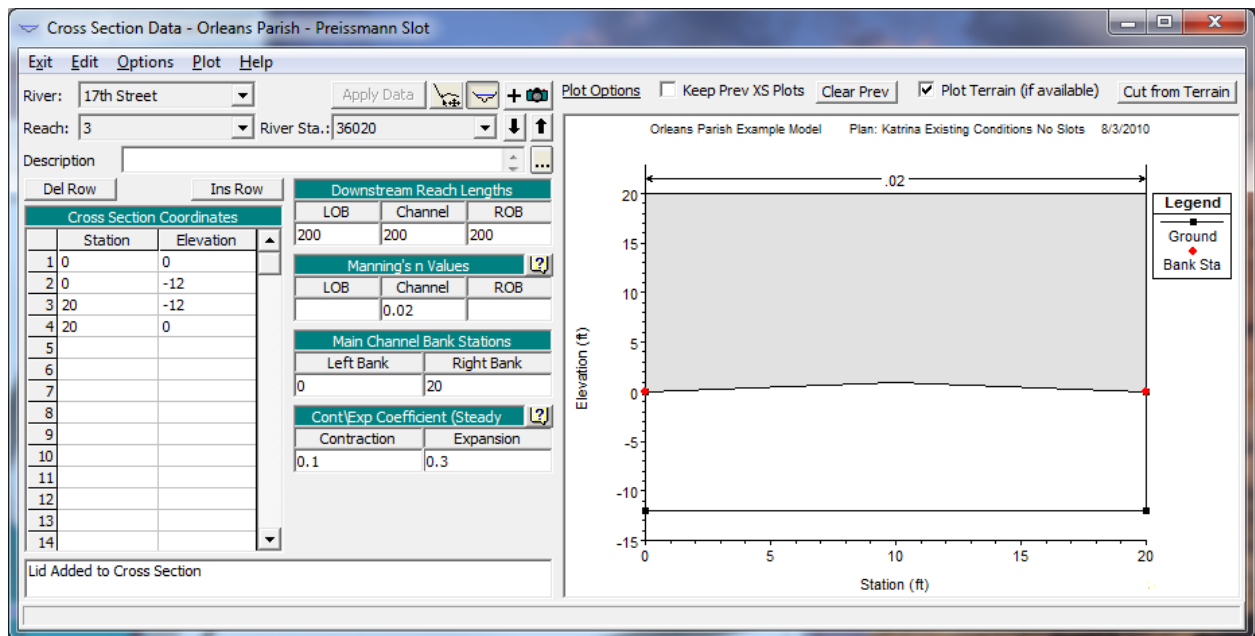 Cross Section Data - Orleans Parish - Preissmann Slot
Exit Edit Options Plot Help
River: 17th Street Apply Data
Reach: 3 River Sta.: 36020
Description ...
Del Row Ins Row
Cross Section Coordinates
Station Elevation
1 0 0
2 0 -12
3 20 -12
4 20 0
5
6
7
8
9
10
11
12
13
14
Downstream Reach Lengths
LOB Channel ROB
200 200 200
Manning's n Values
LOB Channel ROB
0.02
Main Channel Bank Stations
Left Bank Right Bank
0 20
Cont\Exp Coefficient (Steady
Contraction Expansion
0.1 0.3
Lid Added to Cross Section
Plot Options Keep Prev XS Plots Clear Prev Plot Terrain (if available) Cut from Terrain
Orleans Parish Example Model Plan: Katrina Existing Conditions No Slots 8/3/2010
.02
20
15
10
5
0
-5
-10
-15
Elevation (ft)
0 5 10 15 20
Station (ft)
Legend
Ground
Bank Sta